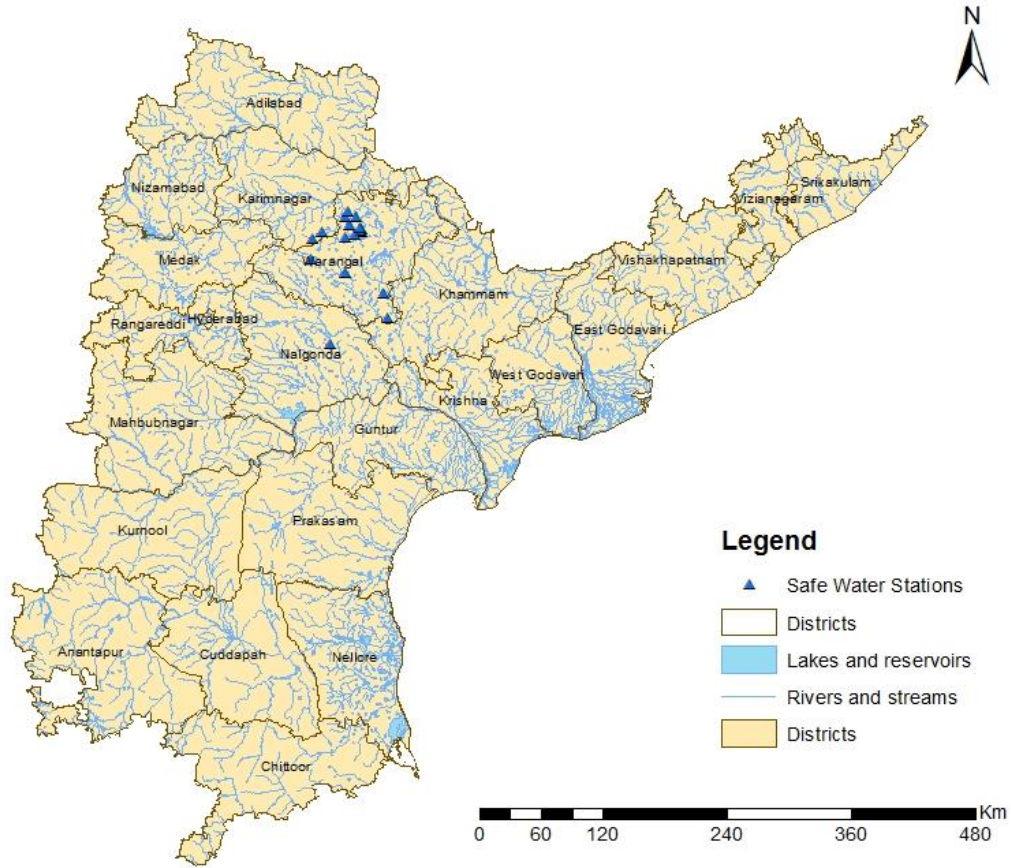 N
Adilabad
Nizamabad
Karimnagar
Srikakulam
Vizianagaram
Medak
Warangal
Vishakhapatnam
Khammam
Rangareddi
Hyderabad
East Godavari
Nalgonda
West Godavari
Krishna
Mahbubnagar
Guntur
Kurnool
Prakasam
Anantapur
Cuddapah
Nellore
Chittoor
Legend
Safe Water Stations
Districts
Lakes and reservoirs
Rivers and streams
Districts
Km
0 60 120 240 360 480